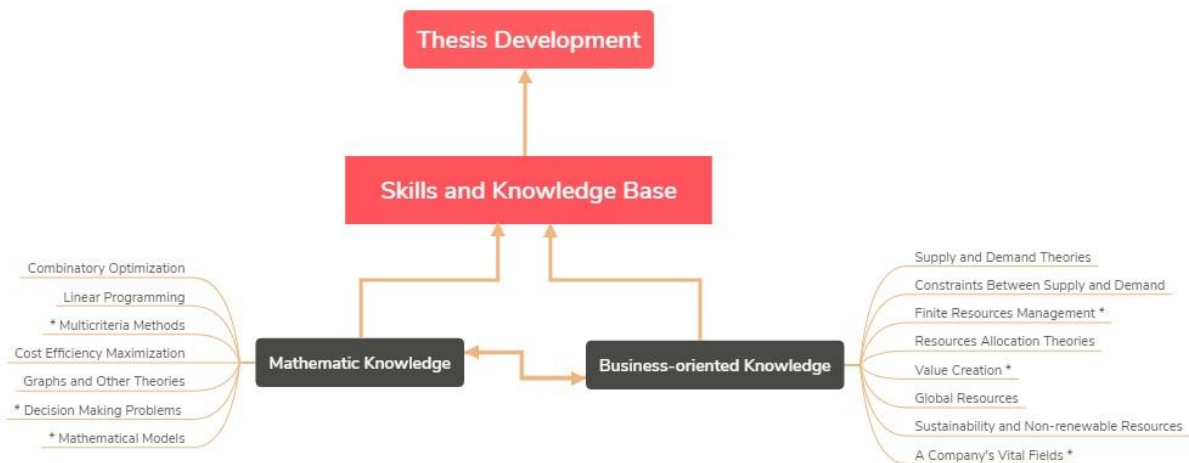 Thesis Development
Skills and Knowledge Base
Combinatory Optimization
Linear Programming
* Multicriteria Methods
Cost Efficiency Maximization
Graphs and Other Theories
* Decision Making Problems
* Mathematical Models
Mathematic Knowledge
Business-oriented Knowledge
Supply and Demand Theories
Constraints Between Supply and Demand
Finite Resources Management *
Resources Allocation Theories
Value Creation *
Global Resources
Sustainability and Non-renewable Resources
A Company's Vital Fields *